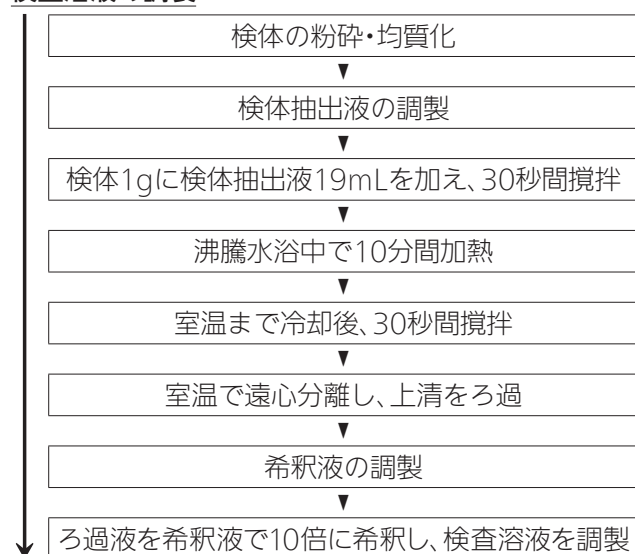 検体の粉砕・均質化
▼
検体抽出液の調製
▼
検体1gに検体抽出液19mLを加え、30秒間撹拌
▼
沸騰水浴中で10分間加熱
▼
室温まで冷却後、30秒間撹拌
▼
室温で遠心分離し、上清をろ過
▼
希釈液の調製
▼
ろ過液を希釈液で10倍に希釈し、検査溶液を調製